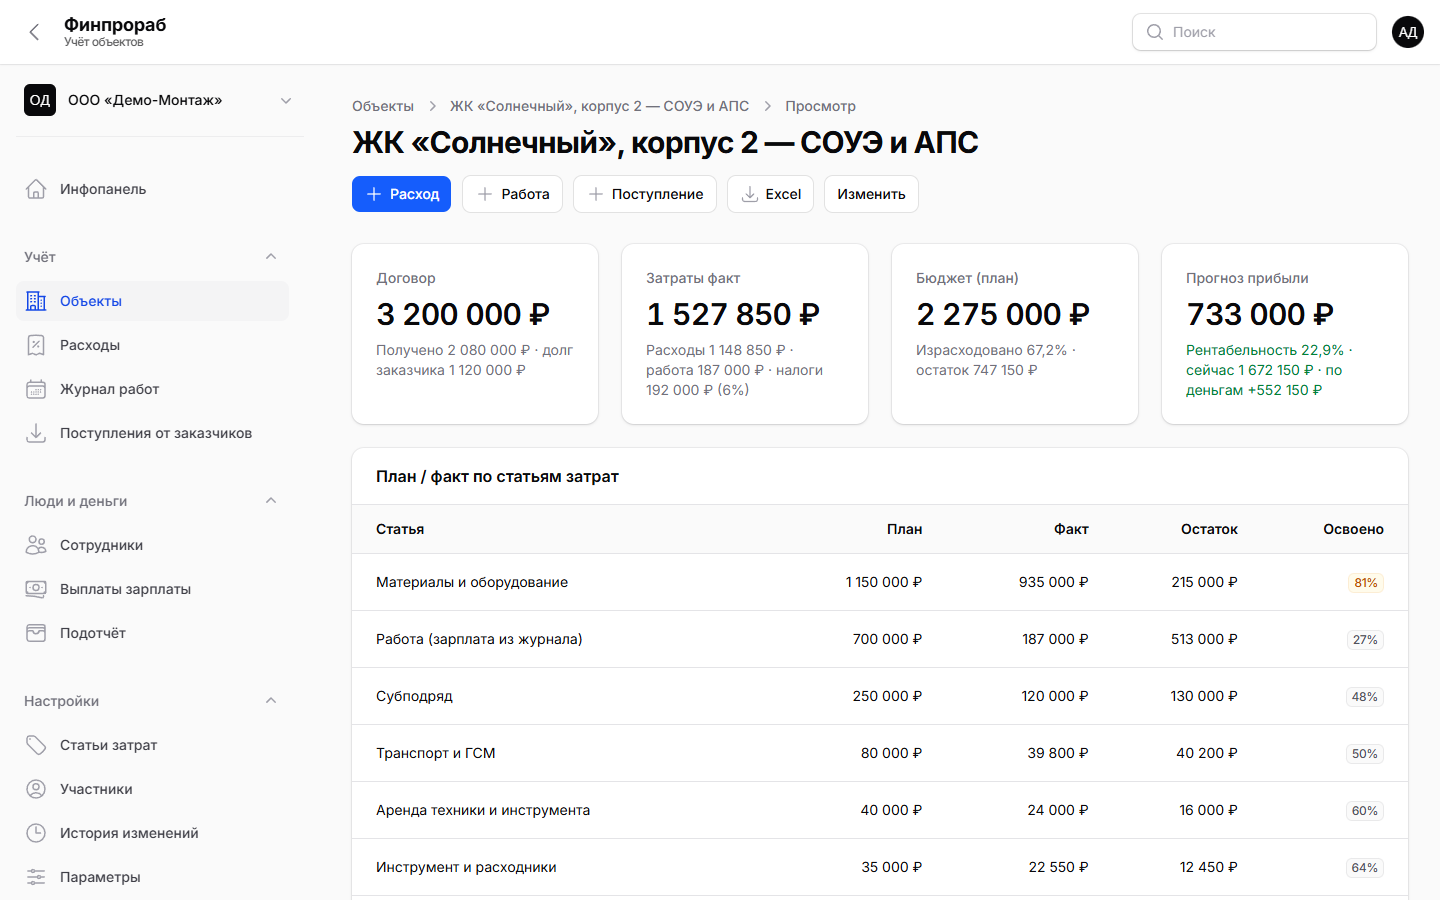 Финпрораб
Учёт объектов
Поиск
АД
ОД
ООО «Демо-Монтаж»
Инфопанель
Учёт
Объекты
Расходы
Журнал работ
Поступления от заказчиков
Люди и деньги
Сотрудники
Выплаты зарплаты
Подотчёт
Настройки
Статьи затрат
Участники
История изменений
Параметры
Объекты > ЖК «Солнечный», корпус 2 — СОУЭ и АПС > Просмотр
ЖК «Солнечный», корпус 2 — СОУЭ и АПС
Расход
Работа
Поступление
Excel
Изменить
Договор
3 200 000 ₽
Получено 2 080 000 ₽ · долг
заказчика 1 120 000 ₽
Затраты факт
1 527 850 ₽
Расходы 1 148 850 ₽ ·
работа 187 000 ₽ · налоги
192 000 ₽ (6%)
Бюджет (план)
2 275 000 ₽
Израсходовано 67,2% ·
остаток 747 150 ₽
Прогноз прибыли
733 000 ₽
Рентабельность 22,9% ·
сейчас 1 672 150 ₽ · по
деньгам +552 150 ₽
План / факт по статьям затрат
Статья План Факт Остаток Освоено
Материалы и оборудование 1 150 000 ₽ 935 000 ₽ 215 000 ₽ 81%
Работа (зарплата из журнала) 700 000 ₽ 187 000 ₽ 513 000 ₽ 27%
Субподряд 250 000 ₽ 120 000 ₽ 130 000 ₽ 48%
Транспорт и ГСМ 80 000 ₽ 39 800 ₽ 40 200 ₽ 50%
Аренда техники и инструмента 40 000 ₽ 24 000 ₽ 16 000 ₽ 60%
Инструмент и расходники 35 000 ₽ 22 550 ₽ 12 450 ₽ 64%